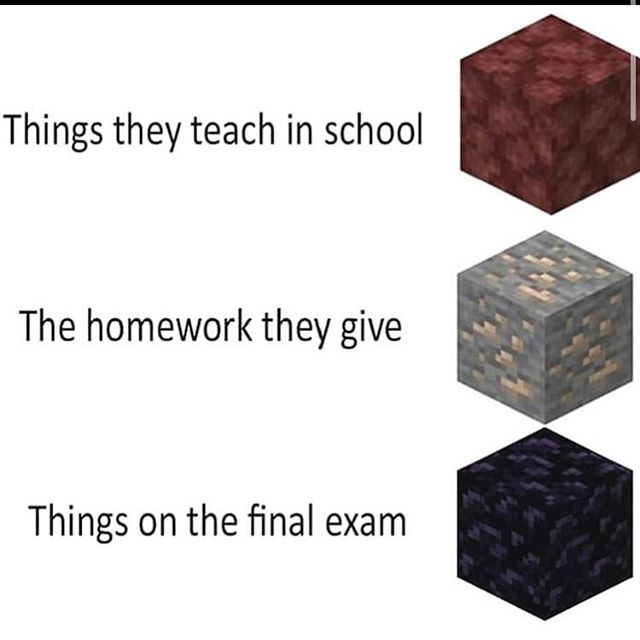 Things they teach in school
The homework they give
Things on the final exam